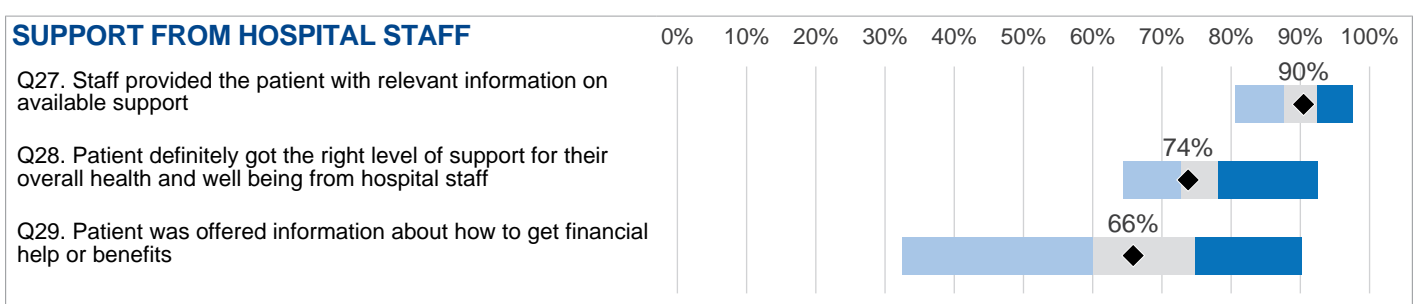 SUPPORT FROM HOSPITAL STAFF
0% 10% 20% 30% 40% 50% 60% 70% 80% 90% 100%
Q27. Staff provided the patient with relevant information on
available support
90%
Q28. Patient definitely got the right level of support for their
overall health and well being from hospital staff
74%
Q29. Patient was offered information about how to get financial
help or benefits
66%